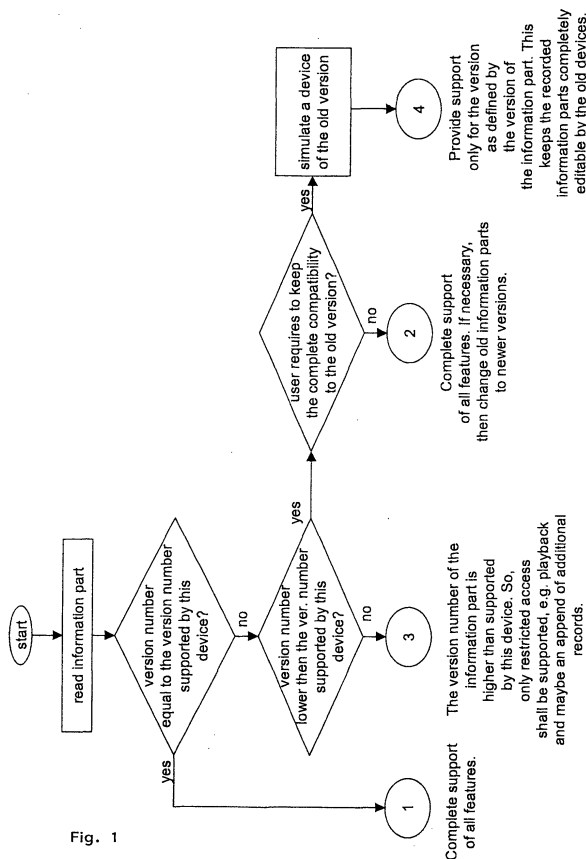 start
read information part
version number
equal to the version number
supported by this
device?
yes
no
version number
lower then the ver. number
supported by this
device?
yes
no
user requires to keep
the complete compatibility
to the old version?
yes
no
simulate a device
of the old version
1
Complete support
of all features.
3
The version number of the
information part is
higher than supported
by this device. So,
only restricted access
shall be supported, e.g. playback
and maybe an append of additional
records.
2
Complete support
of all features. If necessary,
then change old information parts
to newer versions.
4
Provide support
only for the version
as defined by
the version of
the information part. This
keeps the recorded
information parts completely
editable by the old devices.
Fig. 1